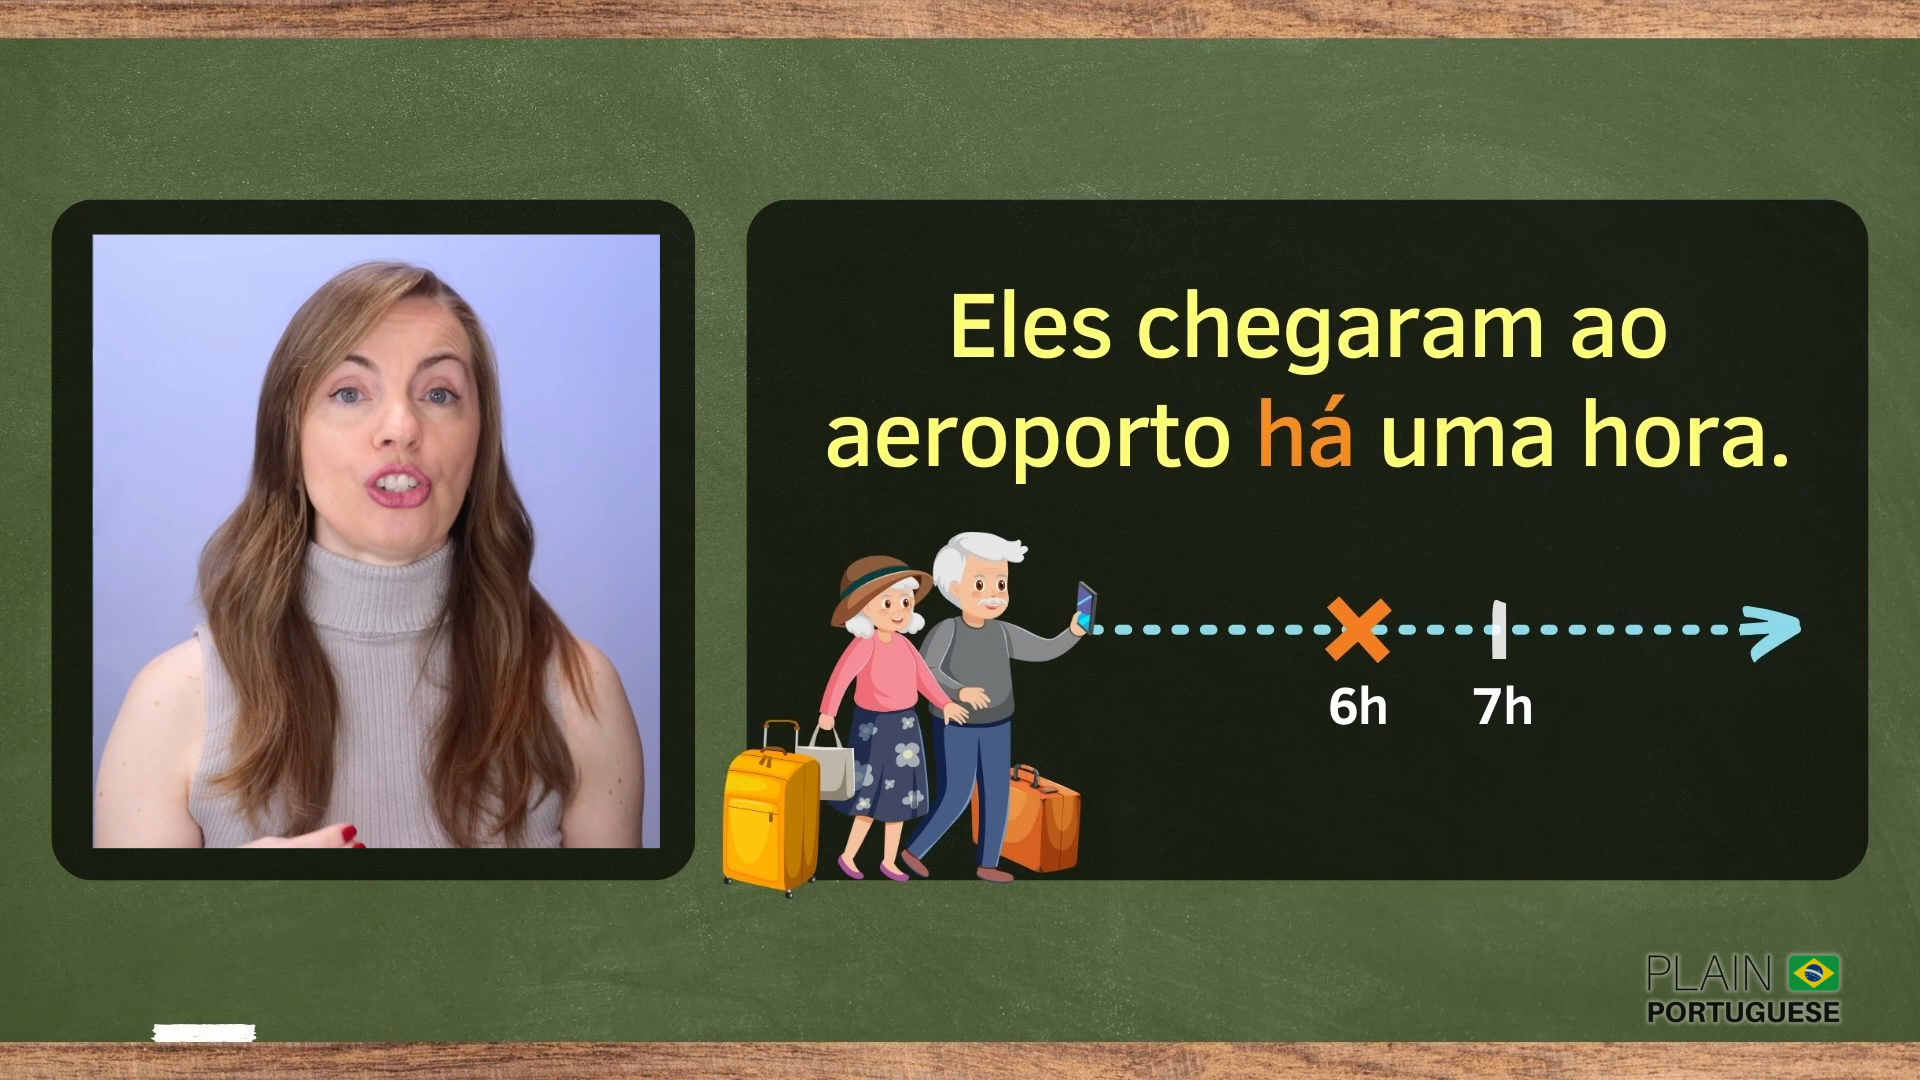 Eles chegaram ao
aeroporto há uma hora.
6h 7h
PLAIN
PORTUGUESE